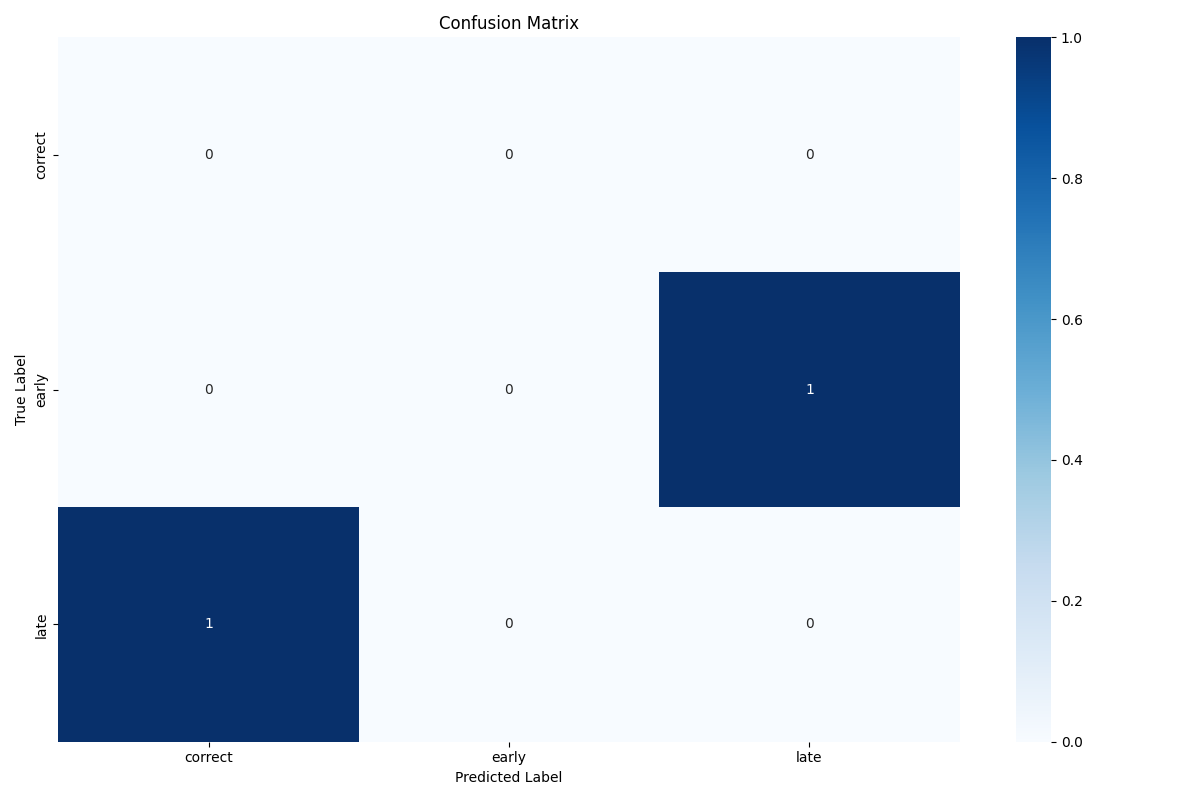 Confusion Matrix
1.0
0.8
0.6
0.4
0.2
0.0
True Label
correct
0 0 0
early
0 0 1
late
1 0 0
correct early late
Predicted Label